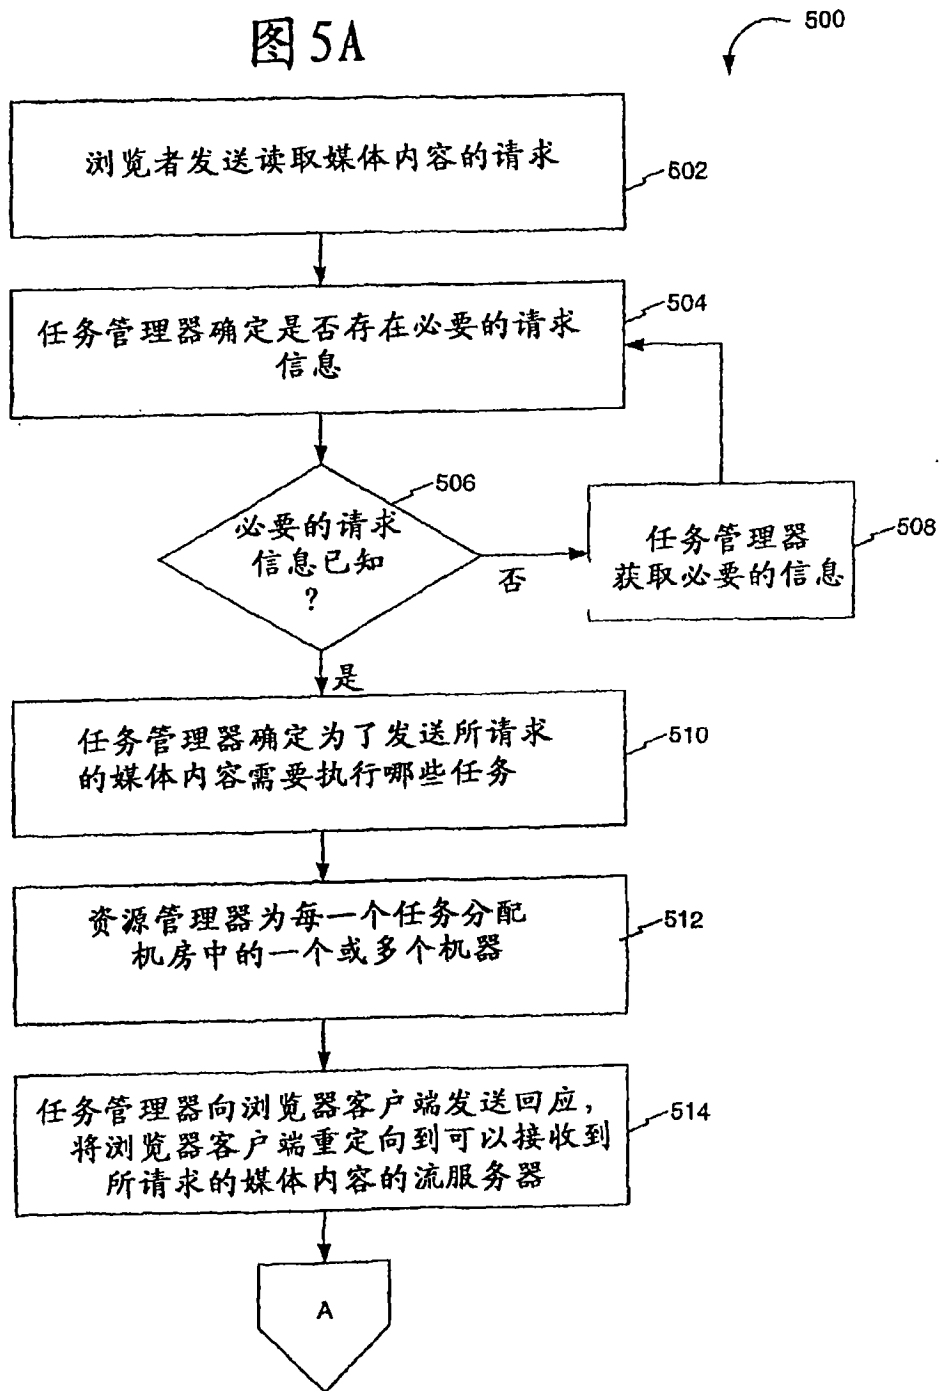 图 5A
500
浏览者发送读取媒体内容的请求
502
任务管理器确定是否存在必要的请求
信息
504
必要的请求
信息已知
?
506
否
任务管理器
获取必要的信息
508
是
任务管理器确定为了发送所请求
的媒体内容需要执行哪些任务
510
资源管理器为每一个任务分配
机房中的一个或多个机器
512
任务管理器向浏览器客户端发送回应,
将浏览器客户端重定向到可以接收到
所请求的媒体内容的流服务器
514
A